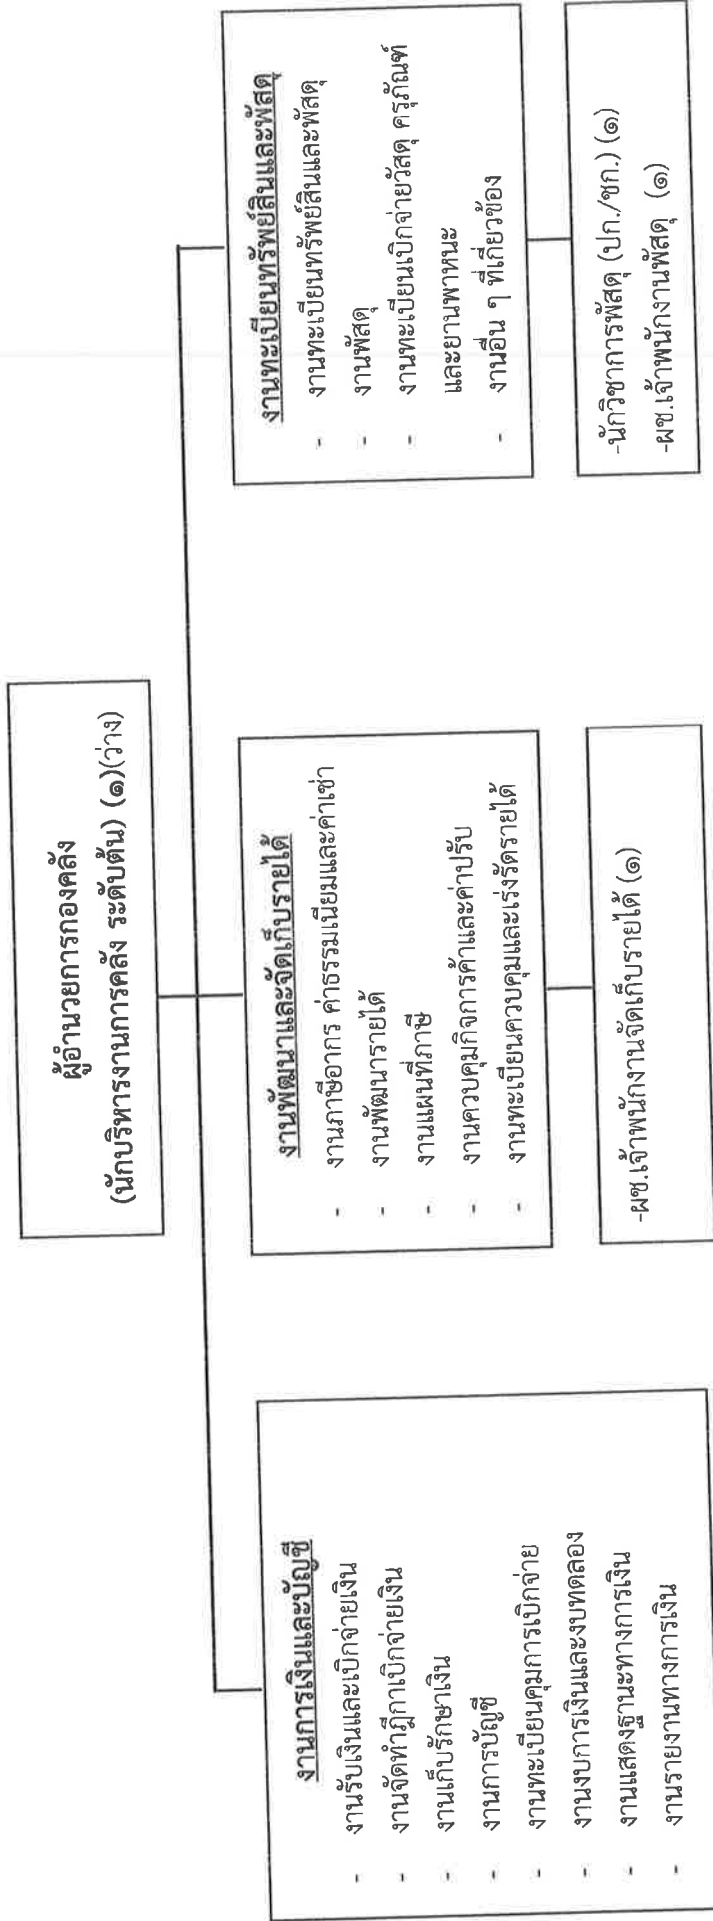 ผู้อำนวยการกองคลัง
(นักบริหารงานการคลัง ระดับต้น) (๑)(ว่าง)
งานการเงินและบัญชี
- งานรับเงินและเบิกจ่ายเงิน
- งานจัดทำฎีกาเบิกจ่ายเงิน
- งานเก็บรักษาเงิน
- งานการบัญชี
- งานทะเบียนคุมการเบิกจ่าย
- งานงบการเงินและงบทดลอง
- งานแสดงฐานะทางการเงิน
- งานรายงานทางการเงิน
งานพัฒนาและจัดเก็บรายได้
- งานภาษีอากร ค่าธรรมเนียมและค่าเช่า
- งานพัฒนารายได้
- งานแผนที่ภาษี
- งานควบคุมกิจการค้าและค่าปรับ
- งานทะเบียนควบคุมและเร่งรัดรายได้
-ผช.เจ้าพนักงานจัดเก็บรายได้ (๑)
งานทะเบียนทรัพย์สินและพัสดุ
- งานทะเบียนทรัพย์สินและพัสดุ
- งานพัสดุ
- งานทะเบียนเบิกจ่ายวัสดุ ครุภัณฑ์
และยานพาหนะ
- งานอื่น ๆ ที่เกี่ยวข้อง
-นักวิชาการพัสดุ (ปก./ชก.) (๑)
-ผช.เจ้าพนักงานพัสดุ (๑)